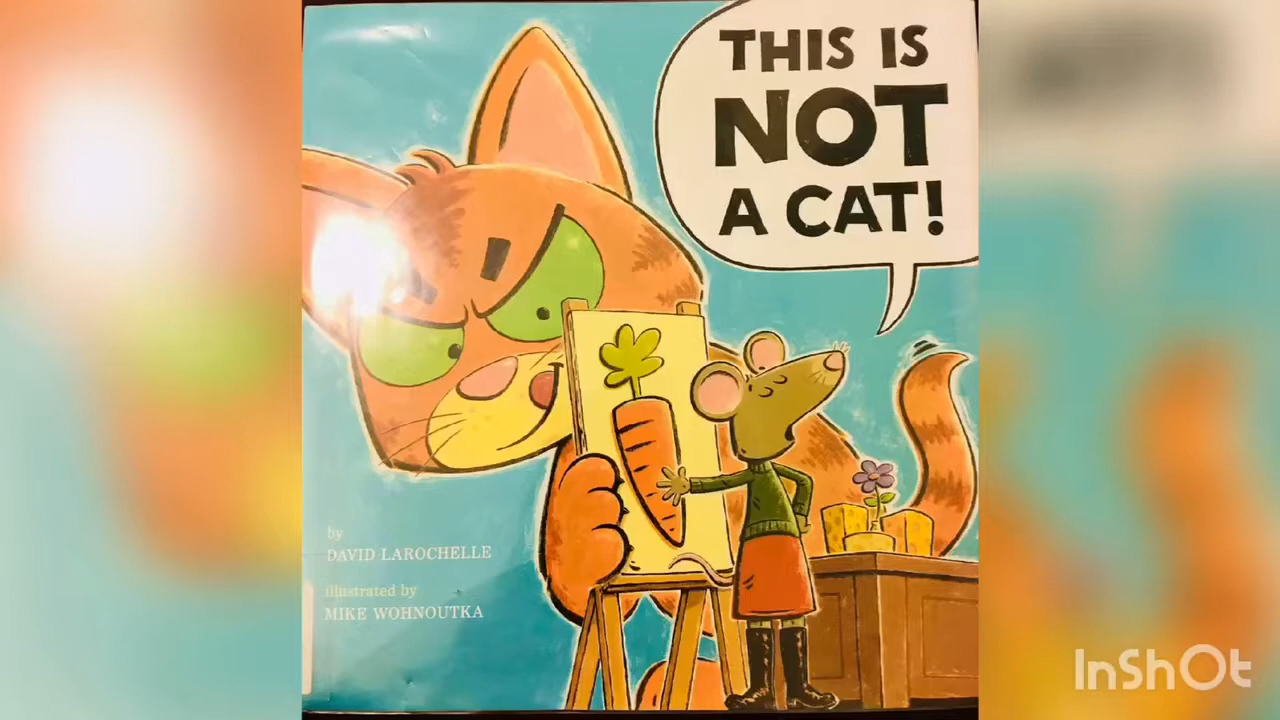 THIS IS
NOT
A CAT!
by
DAVID LAROCHELLE
illustrated by
MIKE WOHNOUTKA
InShOt